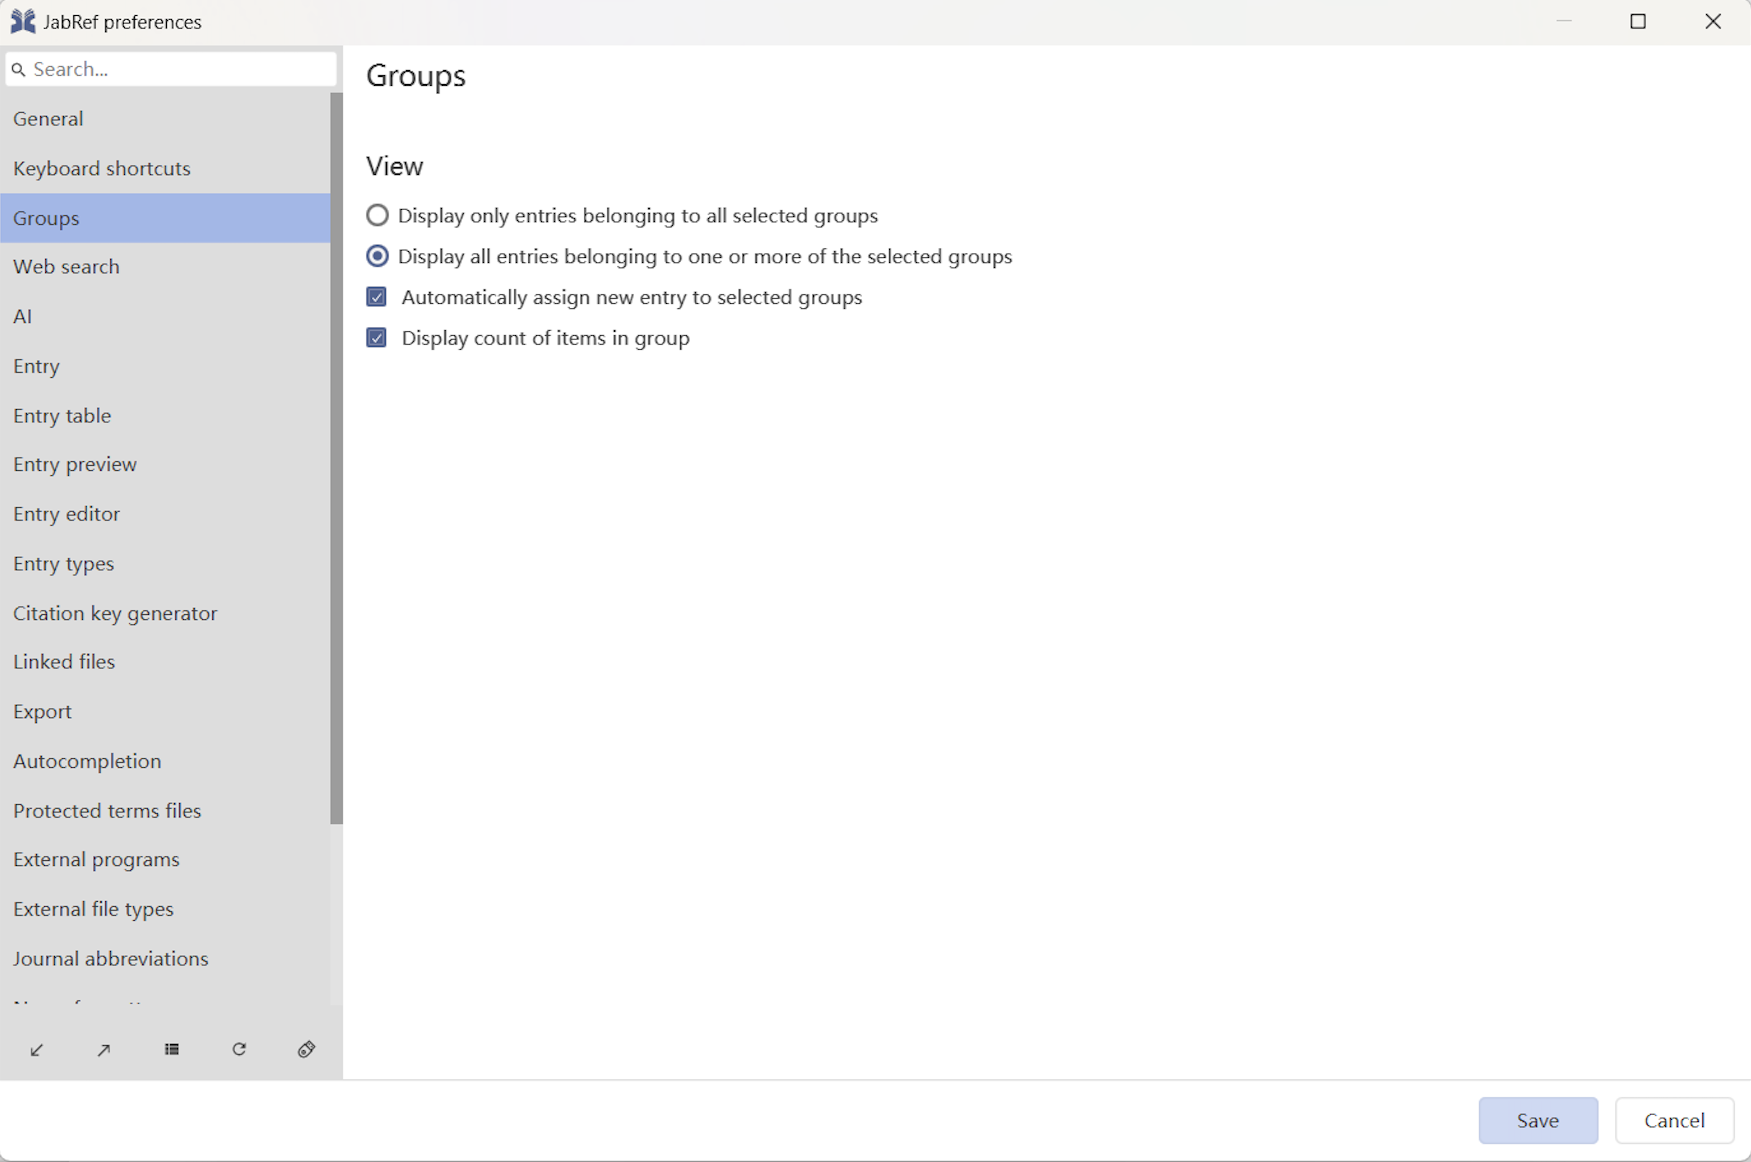 JabRef preferences
Search...
General
Keyboard shortcuts
Groups
Web search
AI
Entry
Entry table
Entry preview
Entry editor
Entry types
Citation key generator
Linked files
Export
Autocompletion
Protected terms files
External programs
External file types
Journal abbreviations
Groups
View
Display only entries belonging to all selected groups
Display all entries belonging to one or more of the selected groups
Automatically assign new entry to selected groups
Display count of items in group
Save
Cancel